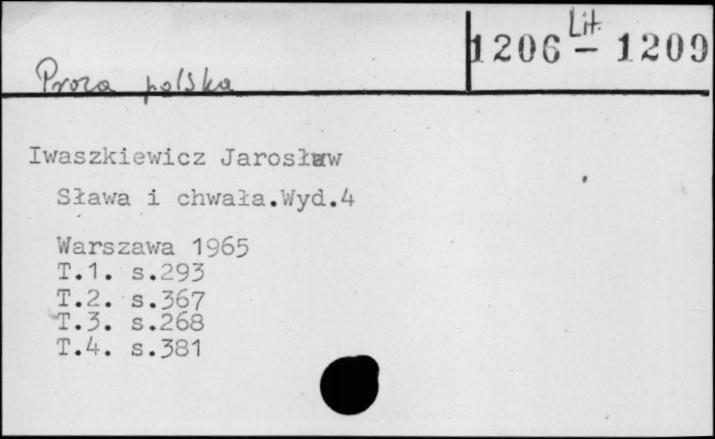 Lit.
1206 - 1209
Proza polska
Iwaszkiewicz Jarosław
Sława i chwała.Wyd.4
Warszawa 1965
T.1. s.293
T.2. s.367
T.3. s.268
T.4. s.381